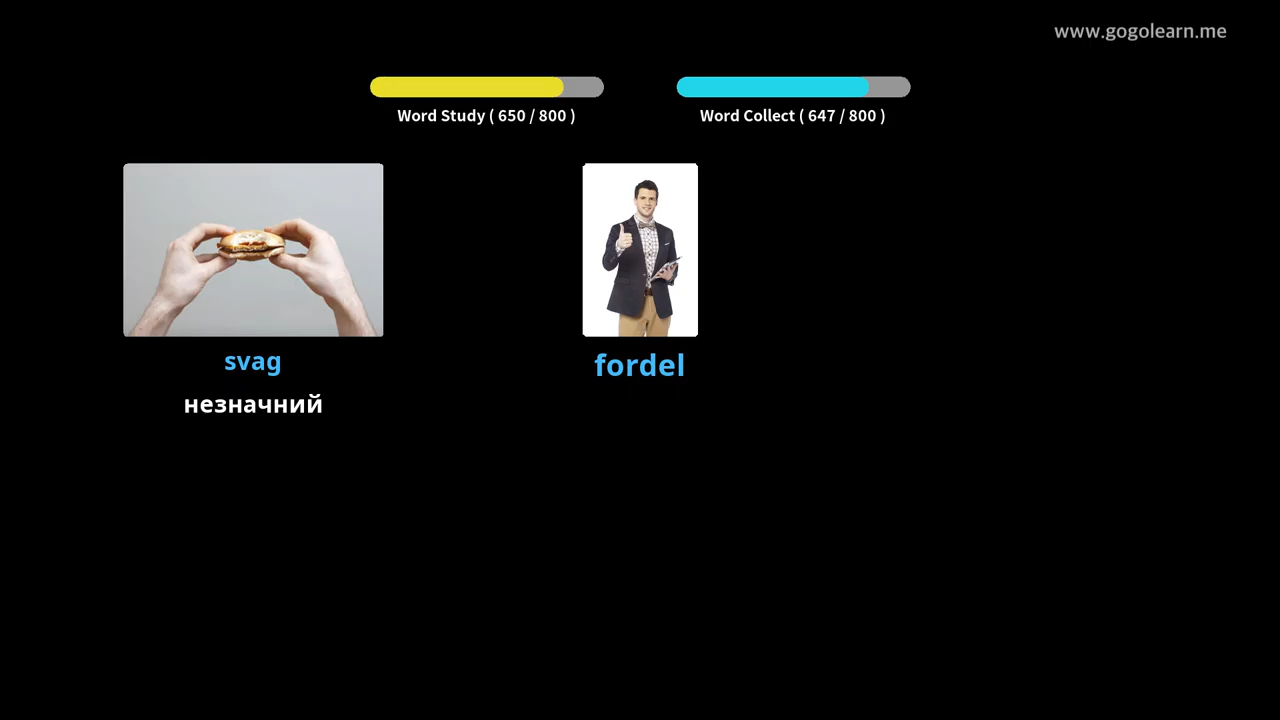 www.gogolearn.me
Word Study ( 650 / 800 )
Word Collect ( 647 / 800 )
svag
fordel
незначний